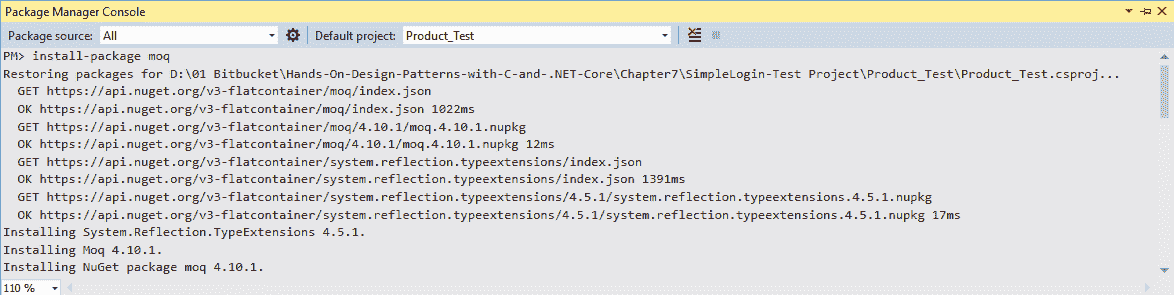 Package Manager Console
Package source: All Default project: Product_Test
PM> install-package moq
Restoring packages for D:\01 Bitbucket\Hands-On-Design-Patterns-with-C-and-.NET-Core\Chapter7\SimpleLogin-Test Project\Product_Test\Product_Test.csproj...
GET https://api.nuget.org/v3-flatcontainer/moq/index.json
OK https://api.nuget.org/v3-flatcontainer/moq/index.json 1022ms
GET https://api.nuget.org/v3-flatcontainer/moq/4.10.1/moq.4.10.1.nupkg
OK https://api.nuget.org/v3-flatcontainer/moq/4.10.1/moq.4.10.1.nupkg 12ms
GET https://api.nuget.org/v3-flatcontainer/system.reflection.typeextensions/index.json
OK https://api.nuget.org/v3-flatcontainer/system.reflection.typeextensions/index.json 1391ms
GET https://api.nuget.org/v3-flatcontainer/system.reflection.typeextensions/4.5.1/system.reflection.typeextensions.4.5.1.nupkg
OK https://api.nuget.org/v3-flatcontainer/system.reflection.typeextensions/4.5.1/system.reflection.typeextensions.4.5.1.nupkg 17ms
Installing System.Reflection.TypeExtensions 4.5.1.
Installing Moq 4.10.1.
Installing NuGet package moq 4.10.1.
110 %